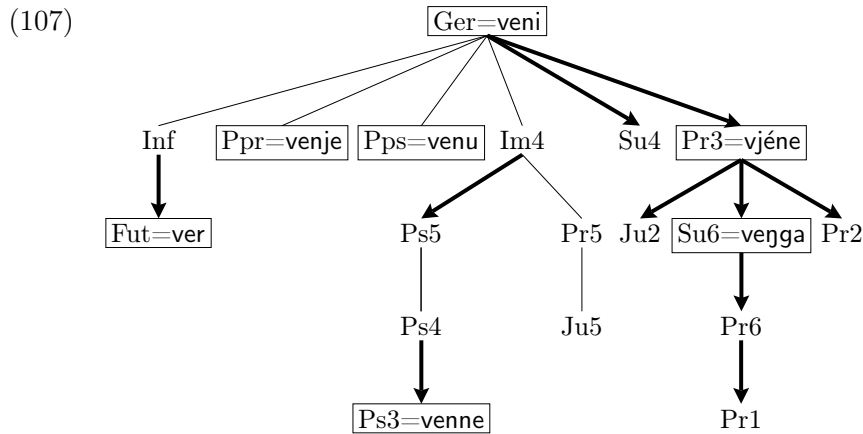 (107)
Ger=veni
Inf Ppr=venje Pps=venu Im4 Su4 Pr3=vjéne
Fut=ver Ps5 Pr5 Ju2 Su6=veŋga Pr2
Ps4 Ju5 Pr6
Ps3=venne Pr1